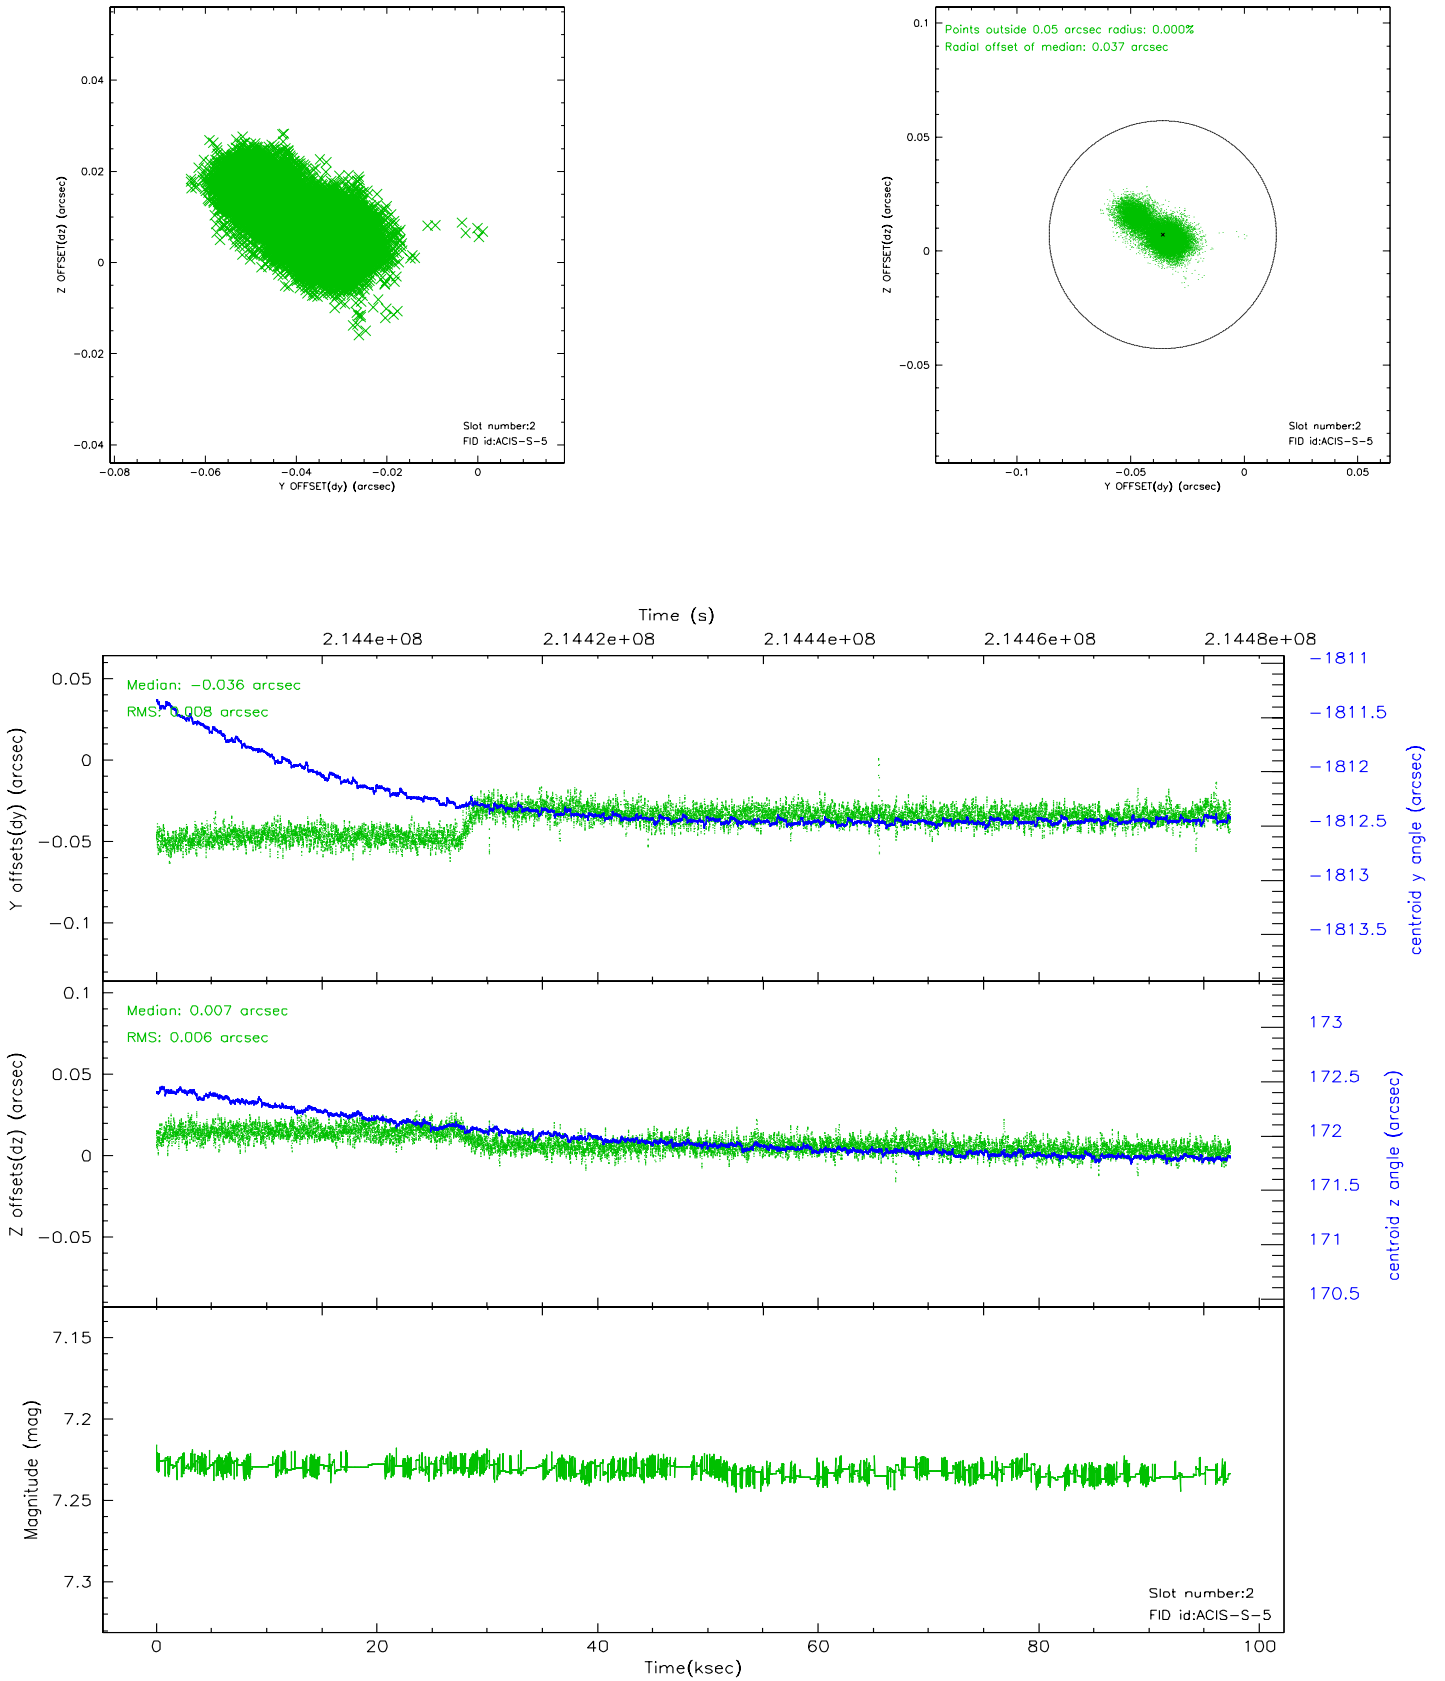 0.04
0.02
0
−0.02
−0.04
Z OFFSET(dz) (arcsec)
Slot number:2
FID id:ACIS−S−5
−0.08
−0.06
−0.04
−0.02
0
Y OFFSET(dy) (arcsec)
0.1
0.05
0
−0.05
Z OFFSET(dz) (arcsec)
Points outside 0.05 arcsec radius: 0.000%
Radial offset of median: 0.037 arcsec
Slot number:2
FID id:ACIS−S−5
−0.1
−0.05
0
0.05
Y OFFSET(dy) (arcsec)
Time (s)
2.144e+08
2.1442e+08
2.1444e+08
2.1446e+08
2.1448e+08
0.05
0
−0.05
−0.1
Y offsets(dy) (arcsec)
Median: −0.036 arcsec
RMS: 0.008 arcsec
−1811
−1811.5
−1812
−1812.5
−1813
−1813.5
centroid y angle (arcsec)
0.1
0.05
0
−0.05
Z offsets(dz) (arcsec)
Median: 0.007 arcsec
RMS: 0.006 arcsec
173
172.5
172
171.5
171
170.5
centroid z angle (arcsec)
7.15
7.2
7.25
7.3
Magnitude (mag)
Slot number:2
FID id:ACIS−S−5
0
20
40
60
80
100
Time(ksec)